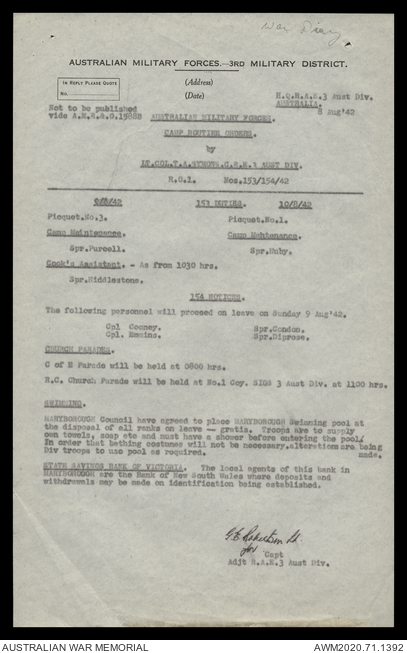 War Diary
AUSTRALIAN MILITARY FORCES.—3RD MILITARY DISTRICT.
IN REPLY PLEASE QUOTE
No.
(Address)
(Date)
H.Q.R.A.E.3 Aust Div.
AUSTRALIA.
8 Aug'42
Not to be published
vide A.M.R.&.O.1588B
AUSTRALIAN MILITARY FORCES.
CAMP ROUTINE ORDERS.
by
LT.COL.T.A. C.R.E.3 AUST DIV.
R.O.1. Nos.153/154/42
9/8/42 153 DUTIES. 10/8/42
Picquet.No.3. Picquet.No.1.
Camp Maintenance. Camp
Spr.Purcell. Spr.
Cook's Assistant. - As from 1030 hrs.
Spr.Hiddlestone.
154 NOTICES.
The following personnel will proceed on leave on Sunday 9 Aug'42.
Cpl Cooney. Spr.Condon.
Cpl. Spr.Diprose.
CHURCH PARADES.
C of E Parade will be held at 0800 hrs.
R.C. Church Parade will be held at No.1 Coy. SIGS 3 Aust Div. at 1100 hrs.
SWIMMING.
MARYBOROUGH Council have agreed to place MARYBOROUGH Swimming pool at
the disposal of all ranks on leave — gratis. Troops are to supply
own towels, soap etc and must have a shower before entering the pool.
In order that bathing costumes will not be necessary.alterations are being
made.
Div troops to use pool as required.
STATE SAVINGS BANK OF VICTORIA. The local agents of this bank in
MARYBOROUGH are the Bank of New South Wales where deposits and
withdrawals may be made on identification being established.
Robertson Lt.
for
Capt
Adjt R.A.E.3 Aust Div.
AUSTRALIAN WAR MEMORIAL
AWM2020.71.1392